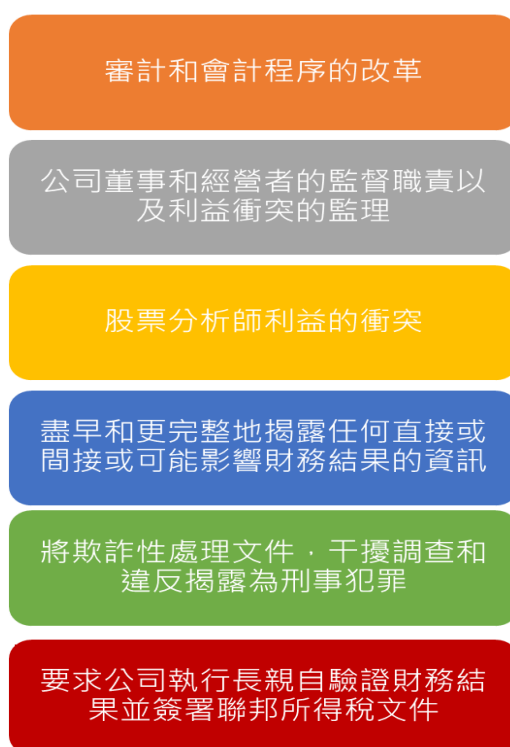 審計和會計程序的改革
公司董事和經營者的監督職責以
及利益衝突的監理
股票分析師利益的衝突
盡早和更完整地揭露任何直接或
間接或可能影響財務結果的資訊
將欺詐性處理文件，干擾調查和
違反揭露為刑事犯罪
要求公司執行長親自驗證財務結
果並簽署聯邦所得稅文件